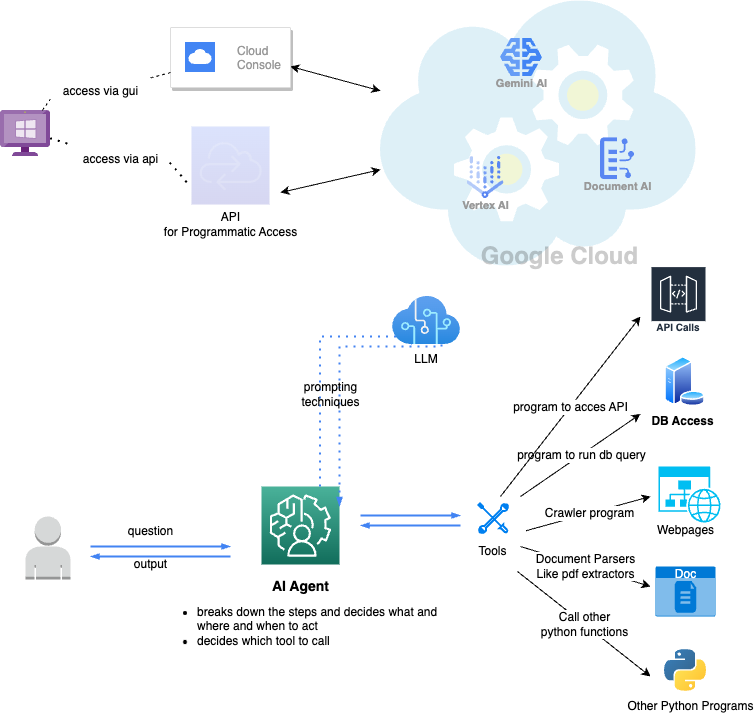 Cloud
Console
access via gui
access via api
API
for Programmatic Access
Gemini AI
Document AI
Vertex AI
Google Cloud
LLM
prompting
techniques
API Calls
program to acces API
DB Access
program to run db query
Crawler program
Webpages
question
output
AI Agent
• breaks down the steps and decides what and
where and when to act
• decides which tool to call
Tools
Document Parsers
Like pdf extractors
Doc
Call other
python functions
Other Python Programs